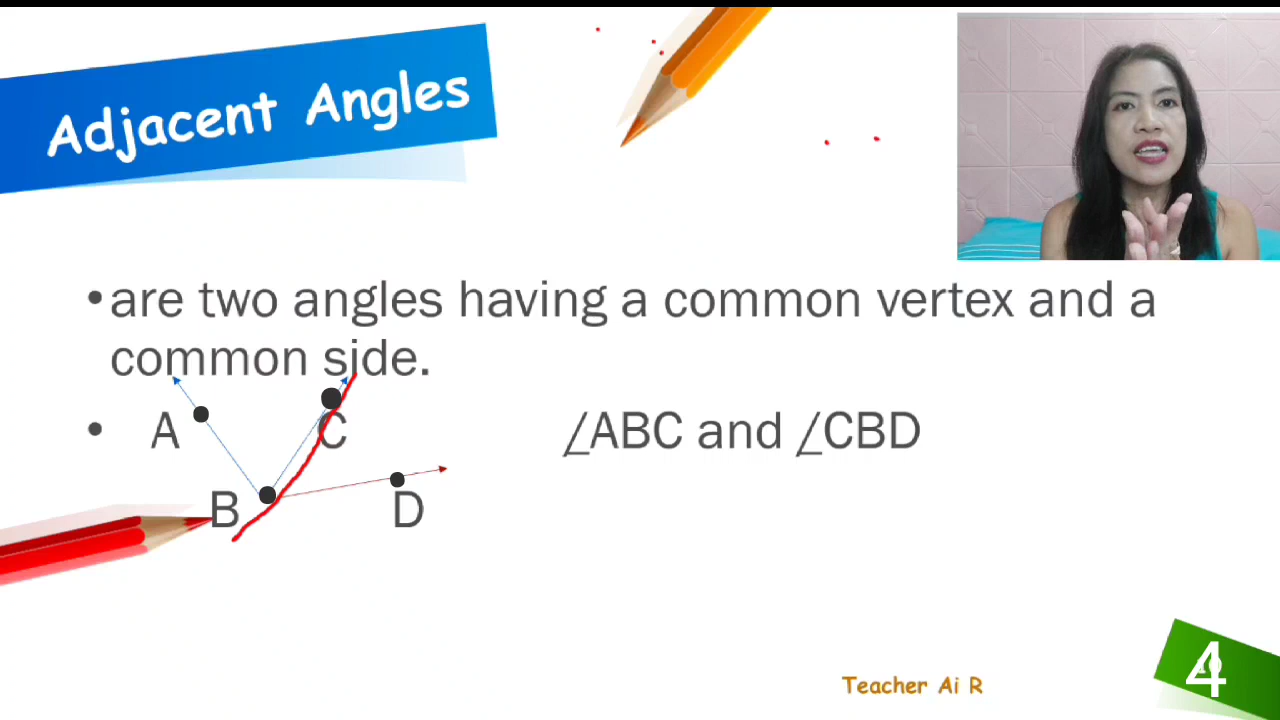 Adjacent Angles
•are two angles having a common vertex and a
common side.
• A C ∠ABC and ∠CBD
B D
4
Teacher Ai R